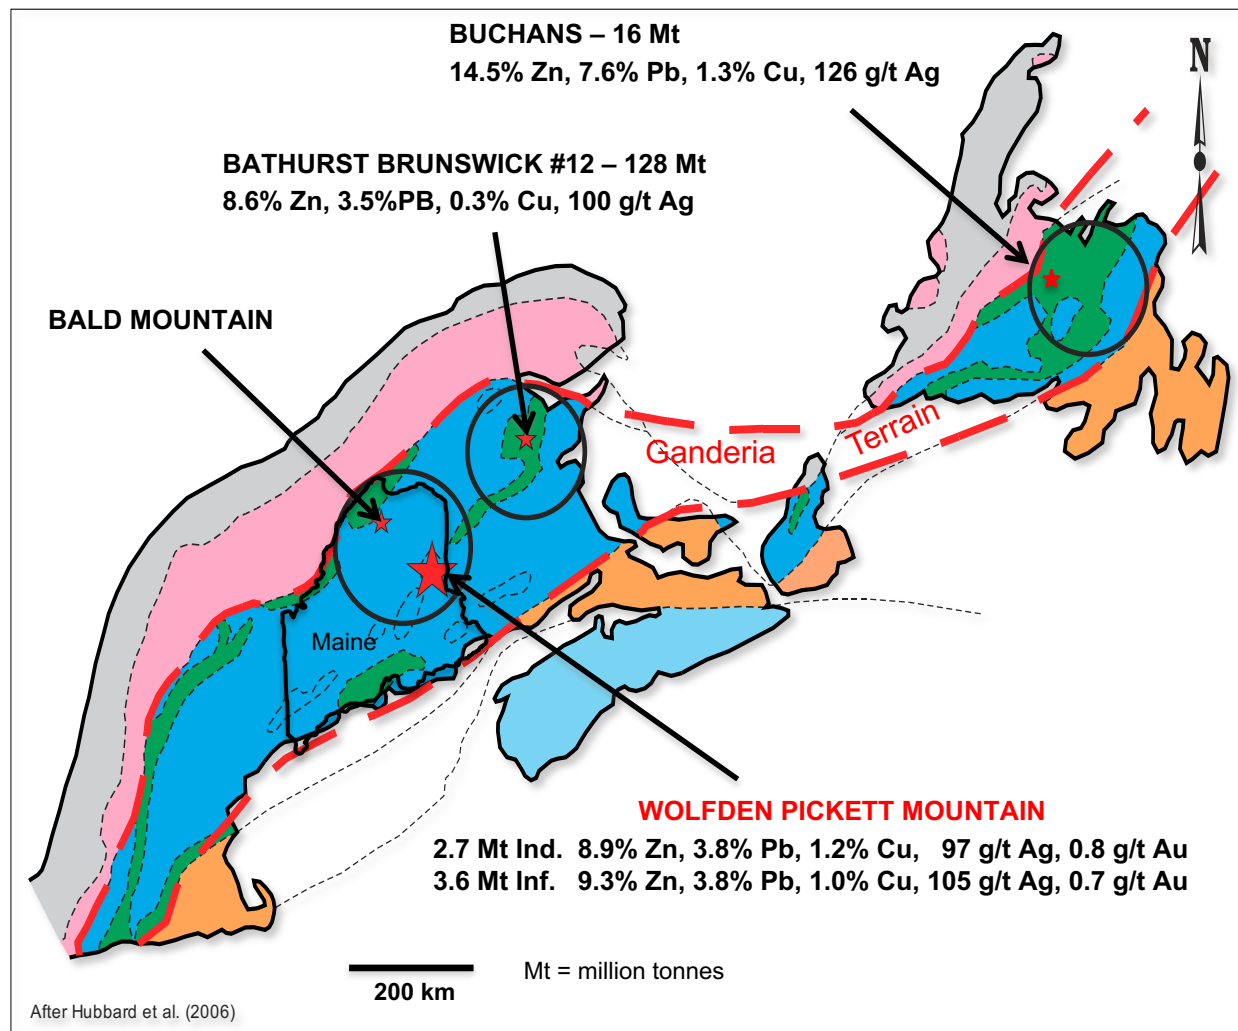 BUCHANS – 16 Mt
14.5% Zn, 7.6% Pb, 1.3% Cu, 126 g/t Ag
N
BATHURST BRUNSWICK #12 – 128 Mt
8.6% Zn, 3.5%PB, 0.3% Cu, 100 g/t Ag
BALD MOUNTAIN
Ganderia
Terrain
Maine
WOLFDEN PICKETT MOUNTAIN
2.7 Mt Ind. 8.9% Zn, 3.8% Pb, 1.2% Cu, 97 g/t Ag, 0.8 g/t Au
3.6 Mt Inf. 9.3% Zn, 3.8% Pb, 1.0% Cu, 105 g/t Ag, 0.7 g/t Au
Mt = million tonnes
200 km
After Hubbard et al. (2006)